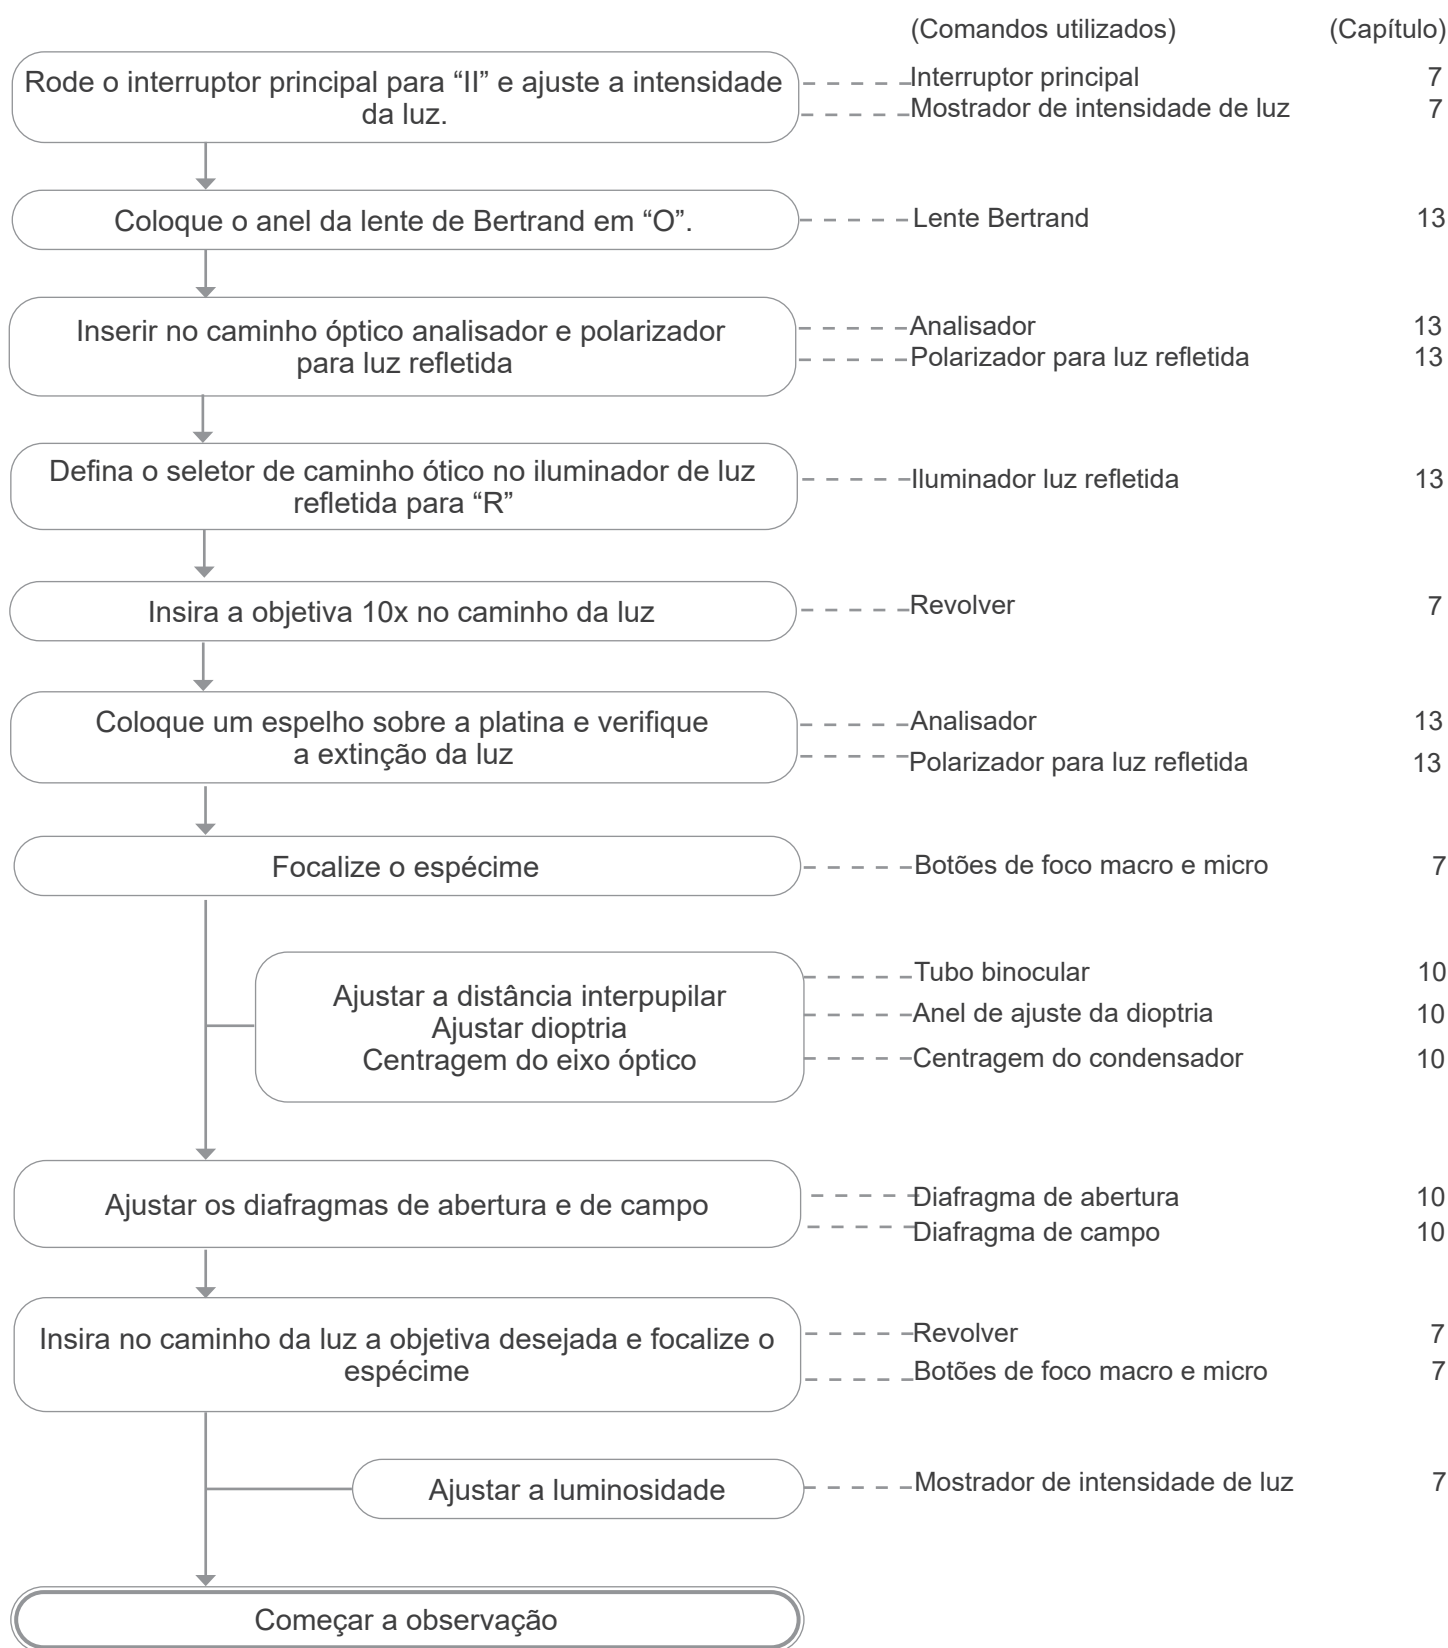 (Comandos utilizados) (Capítulo)
Rode o interruptor principal para “II” e ajuste a intensidade
da luz.
Interruptor principal 7
Mostrador de intensidade de luz 7
Coloque o anel da lente de Bertrand em “O”.
Lente Bertrand 13
Inserir no caminho óptico analisador e polarizador
para luz refletida
Analisador 13
Polarizador para luz refletida 13
Defina o seletor de caminho ótico no iluminador de luz
refletida para “R”
Iluminador luz refletida 13
Insira a objetiva 10x no caminho da luz
Revolver 7
Coloque um espelho sobre a platina e verifique
a extinção da luz
Analisador 13
Polarizador para luz refletida 13
Focalize o espécime
Botões de foco macro e micro 7
Ajustar a distância interpupilar
Ajustar dioptria
Centragem do eixo óptico
Tubo binocular 10
Anel de ajuste da dioptria 10
Centragem do condensador 10
Ajustar os diafragmas de abertura e de campo
Diafragma de abertura 10
Diafragma de campo 10
Insira no caminho da luz a objetiva desejada e focalize o
espécime
Revolver 7
Botões de foco macro e micro 7
Ajustar a luminosidade
Mostrador de intensidade de luz 7
Começar a observação